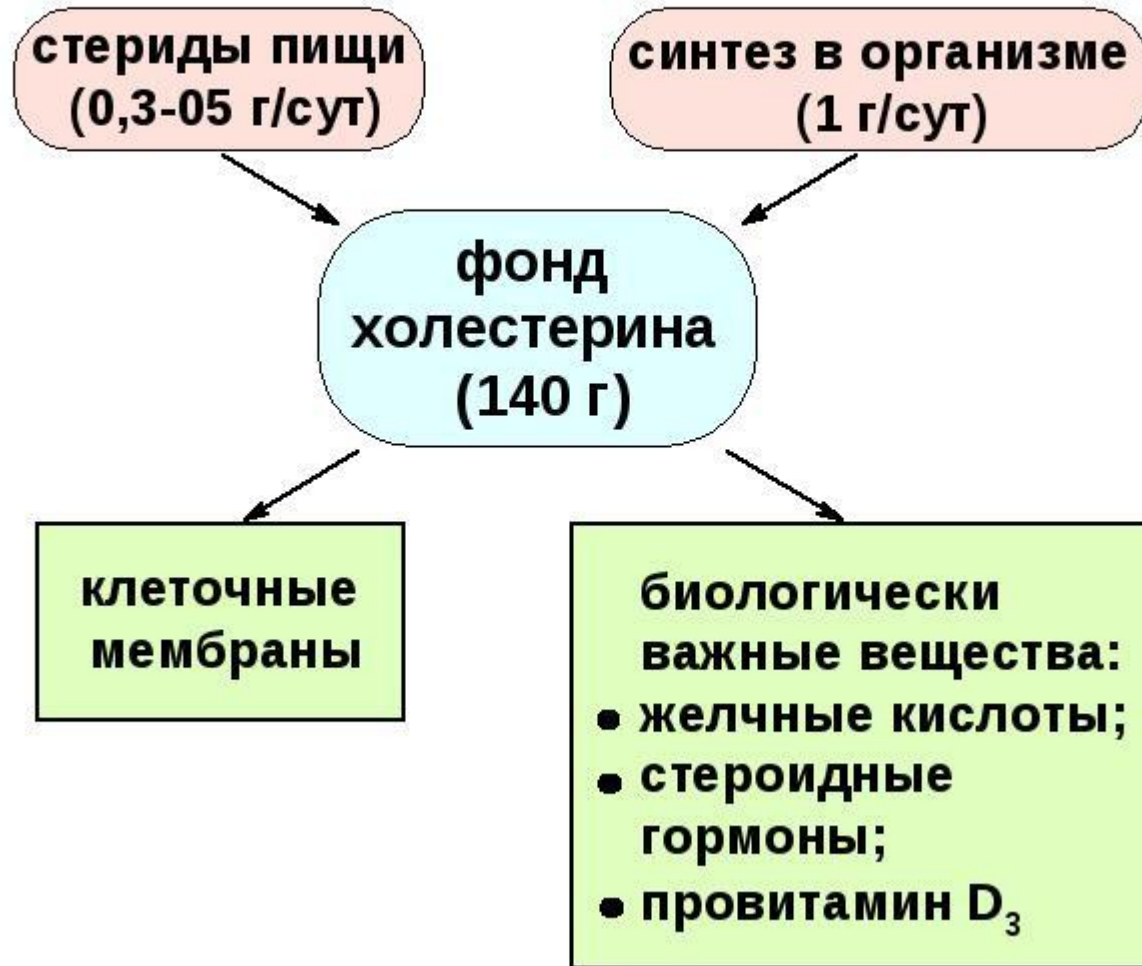 стериды пищи
(0,3-05 г/сут)
синтез в организме
(1 г/сут)
фонд
холестерина
(140 г)
клеточные
мембраны
биологически
важные вещества:
• желчные кислоты;
• стероидные
гормоны;
• провитамин D₃